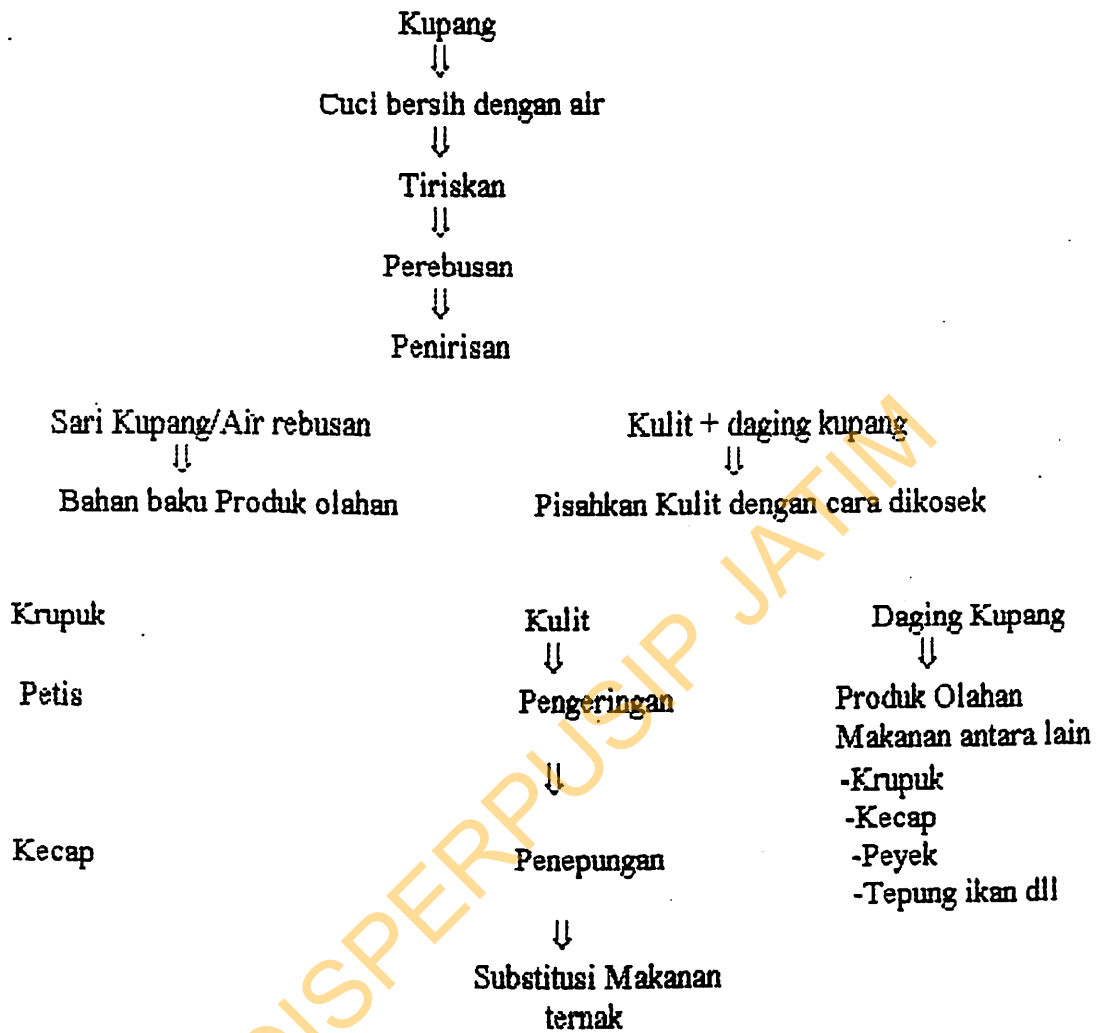 Kupang
⇓
Cuci bersih dengan air
⇓
Tiriskan
⇓
Perebusan
⇓
Penirisan
Sari Kupang/Air rebusan
⇓
Bahan baku Produk olahan
Kulit + daging kupang
⇓
Pisahkan Kulit dengan cara dikosek
Krupuk
Petis
Kecap
Kulit
⇓
Pengeringan
⇓
Penepungan
⇓
Substitusi Makanan
ternak
Daging Kupang
⇓
Produk Olahan
Makanan antara lain
-Krupuk
-Kecap
-Peyek
-Tepung ikan dll
DISPERPUSIP JATIM